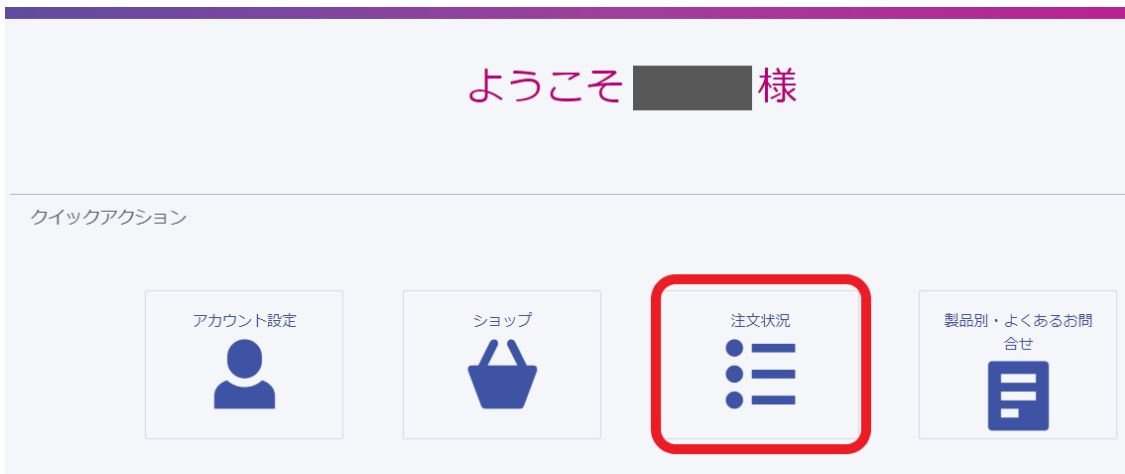 ようこそ 様
クイックアクション
アカウント設定
ショップ
注文状況
製品別・よくあるお問
合せ